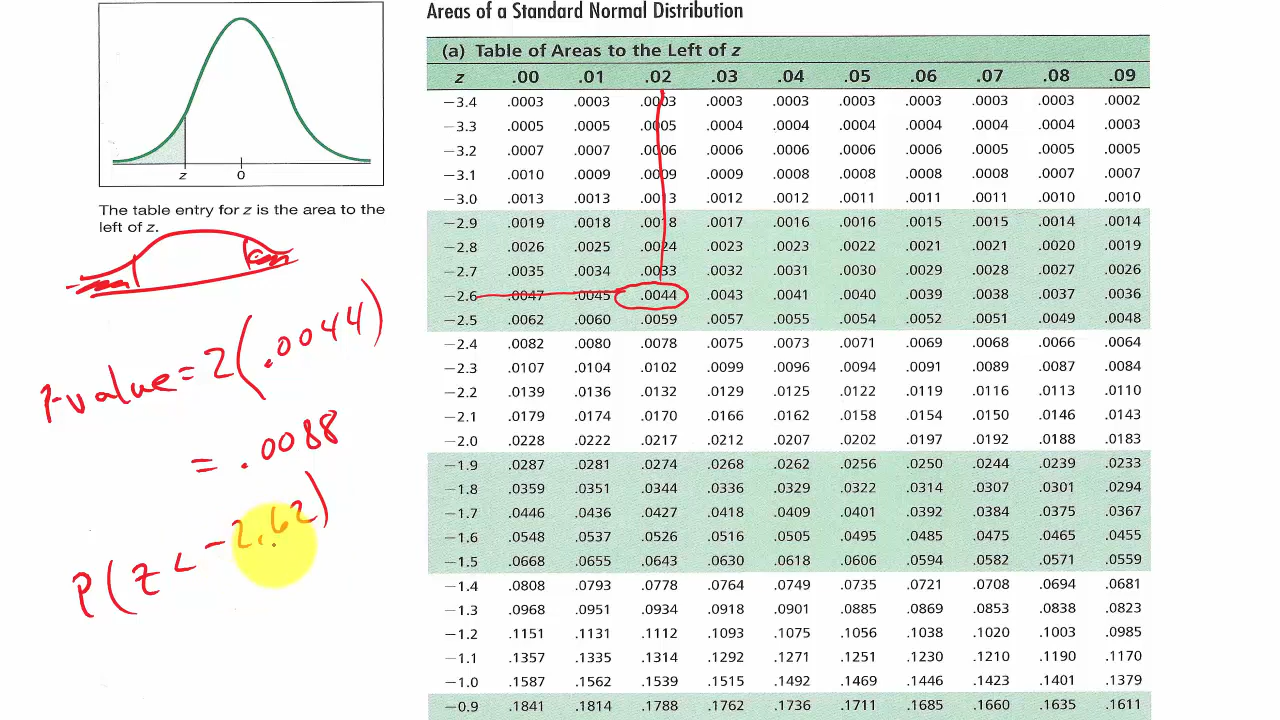 Areas of a Standard Normal Distribution
(a) Table of Areas to the Left of z
z .00 .01 .02 .03 .04 .05 .06 .07 .08 .09
−3.4 .0003 .0003 .0003 .0003 .0003 .0003 .0003 .0003 .0003 .0002
−3.3 .0005 .0005 .0005 .0004 .0004 .0004 .0004 .0004 .0004 .0003
−3.2 .0007 .0007 .0006 .0006 .0006 .0006 .0006 .0005 .0005 .0005
−3.1 .0010 .0009 .0009 .0009 .0008 .0008 .0008 .0008 .0007 .0007
−3.0 .0013 .0013 .0013 .0012 .0012 .0011 .0011 .0011 .0010 .0010
−2.9 .0019 .0018 .0018 .0017 .0016 .0016 .0015 .0015 .0014 .0014
−2.8 .0026 .0025 .0024 .0023 .0023 .0022 .0021 .0021 .0020 .0019
−2.7 .0035 .0034 .0033 .0032 .0031 .0030 .0029 .0028 .0027 .0026
−2.6 .0047 .0045 .0044 .0043 .0041 .0040 .0039 .0038 .0037 .0036
−2.5 .0062 .0060 .0059 .0057 .0055 .0054 .0052 .0051 .0049 .0048
−2.4 .0082 .0080 .0078 .0075 .0073 .0071 .0069 .0068 .0066 .0064
−2.3 .0107 .0104 .0102 .0099 .0096 .0094 .0091 .0089 .0087 .0084
−2.2 .0139 .0136 .0132 .0129 .0125 .0122 .0119 .0116 .0113 .0110
−2.1 .0179 .0174 .0170 .0166 .0162 .0158 .0154 .0150 .0146 .0143
−2.0 .0228 .0222 .0217 .0212 .0207 .0202 .0197 .0192 .0188 .0183
−1.9 .0287 .0281 .0274 .0268 .0262 .0256 .0250 .0244 .0239 .0233
−1.8 .0359 .0351 .0344 .0336 .0329 .0322 .0314 .0307 .0301 .0294
−1.7 .0446 .0436 .0427 .0418 .0409 .0401 .0392 .0384 .0375 .0367
−1.6 .0548 .0537 .0526 .0516 .0505 .0495 .0485 .0475 .0465 .0455
−1.5 .0668 .0655 .0643 .0630 .0618 .0606 .0594 .0582 .0571 .0559
−1.4 .0808 .0793 .0778 .0764 .0749 .0735 .0721 .0708 .0694 .0681
−1.3 .0968 .0951 .0934 .0918 .0901 .0885 .0869 .0853 .0838 .0823
−1.2 .1151 .1131 .1112 .1093 .1075 .1056 .1038 .1020 .1003 .0985
−1.1 .1357 .1335 .1314 .1292 .1271 .1251 .1230 .1210 .1190 .1170
−1.0 .1587 .1562 .1539 .1515 .1492 .1469 .1446 .1423 .1401 .1379
−0.9 .1841 .1814 .1788 .1762 .1736 .1711 .1685 .1660 .1635 .1611
z 0
The table entry for z is the area to the
left of z.
P-value = 2(.0044)
= .0088
P(z < -2.62)